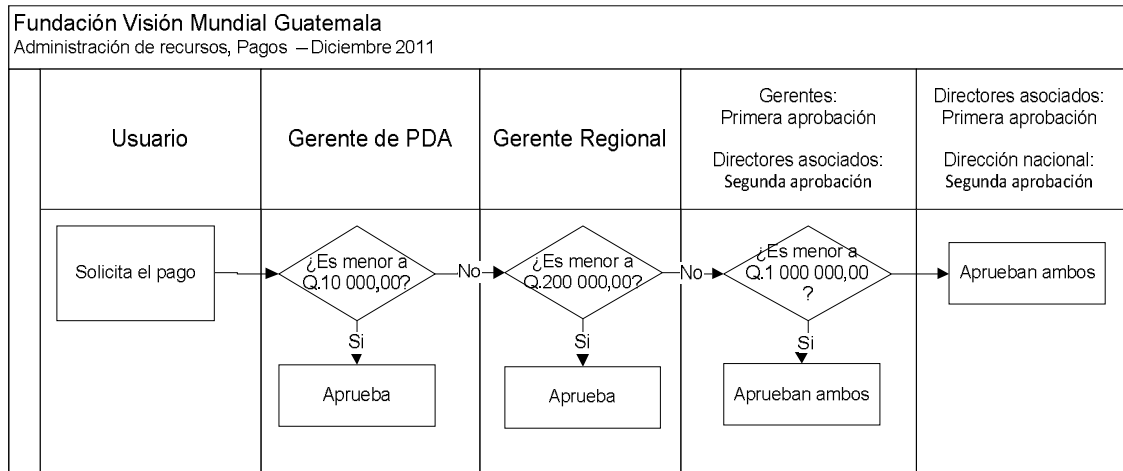 Fundación Visión Mundial Guatemala
Administración de recursos, Pagos – Diciembre 2011
Usuario
Gerente de PDA
Gerente Regional
Gerentes:
Primera aprobación
Directores asociados:
Segunda aprobación
Directores asociados:
Primera aprobación
Dirección nacional:
Segunda aprobación
Solicita el pago
¿Es menor a
Q.10 000,00?
No
¿Es menor a
Q.200 000,00?
No
¿Es menor a
Q.1 000 000,00
?
Aprueban ambos
Si
Si
Si
Aprueba
Aprueba
Aprueban ambos